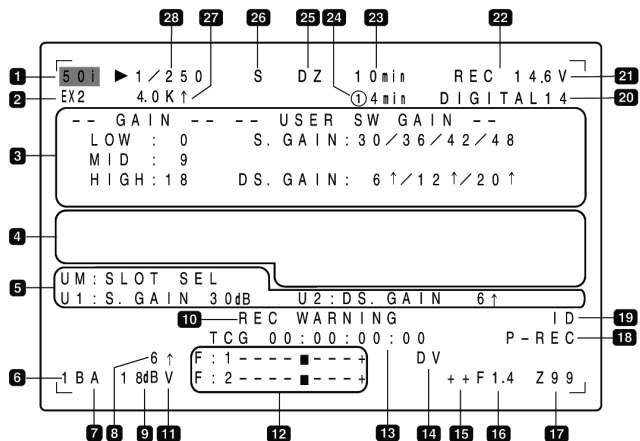 28 27 26 25 24 23 22
1 50i ▶ 1/250 S DZ 10min REC 14.6V 21
2 EX2 4.0K↑ ①4min DIGITAL14 20
-- GAIN -- -- USER SW GAIN --
3 LOW : 0 S. GAIN: 30/36/42/48
MID : 9
HIGH: 18 DS. GAIN: 6↑/12↑/20↑
4
5 UM: SLOT SEL
U1: S. GAIN 30dB U2: DS. GAIN 6↑
10 REC WARNING ID 19
TCG 00:00:00:00 P-REC 18
6↑ F: 1----■---+ DV
6 1BA 18dB V F: 2----■---+ ++F1.4 Z99
7 8 9 11 12 13 14 15 16 17